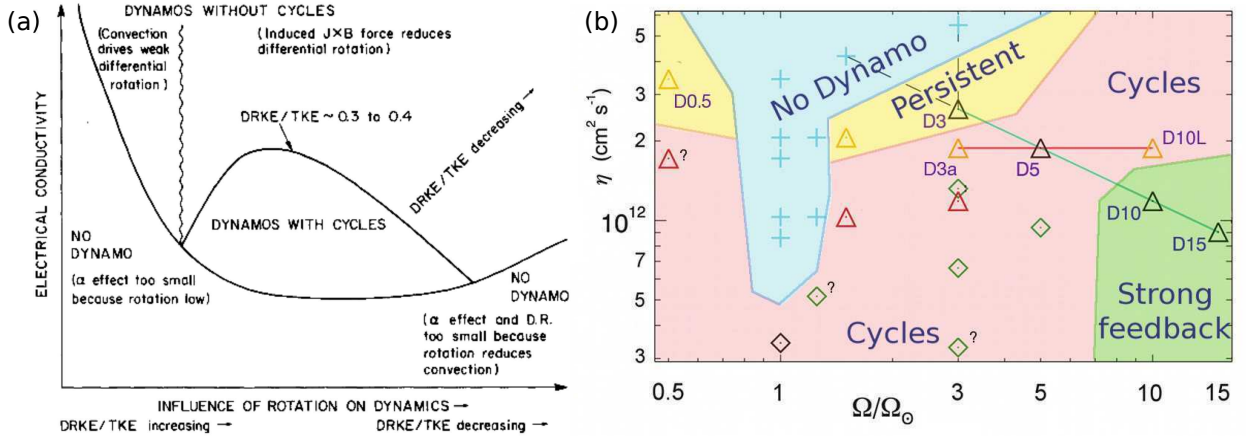 (a)
DYNAMOS WITHOUT CYCLES
(Convection
drives weak
differential
rotation)
(Induced J×B force reduces
differential rotation)
DRKE/TKE ~ 0.3 to 0.4
DRKE/TKE decreasing
DYNAMOS WITH CYCLES
NO
DYNAMO
(α effect too small
because rotation low)
NO
DYNAMO
(α effect and D.R.
too small because
rotation reduces
convection)
ELECTRICAL CONDUCTIVITY
INFLUENCE OF ROTATION ON DYNAMICS →
DRKE/TKE increasing →
DRKE/TKE decreasing →
(b)
No Dynamo
Persistent
Cycles
D0.5
D3
D10L
?
D3a
D5
D10
D15
?
Strong
feedback
Cycles
?
5
3
2
10¹²
7
5
3
η (cm² s⁻¹)
0.5
1
3
5
10
15
Ω/Ω☉